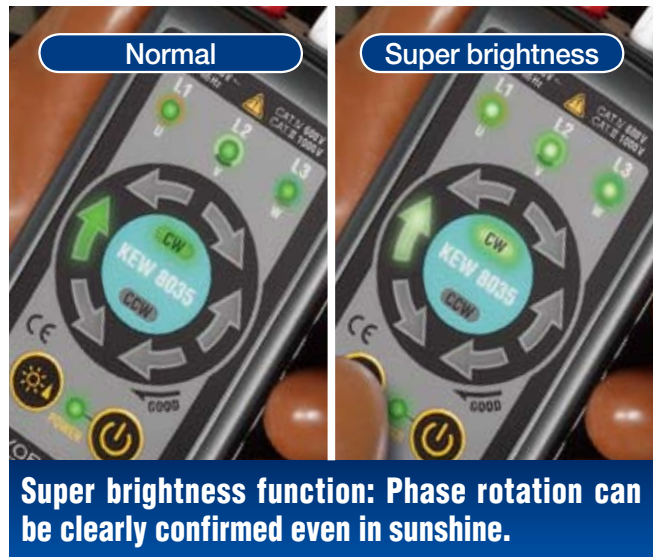 Normal
L1
U
L2
V
L3
W
CAT.IV 600V
CAT.III 1000V
CW
KEW 8035
CCW
CE
GOOD
POWER
Super brightness
L1
U
L2
V
L3
W
CAT.IV 600V
CAT.III 1000V
CW
KEW 8035
CCW
CE
GOOD
Super brightness function: Phase rotation can
be clearly confirmed even in sunshine.